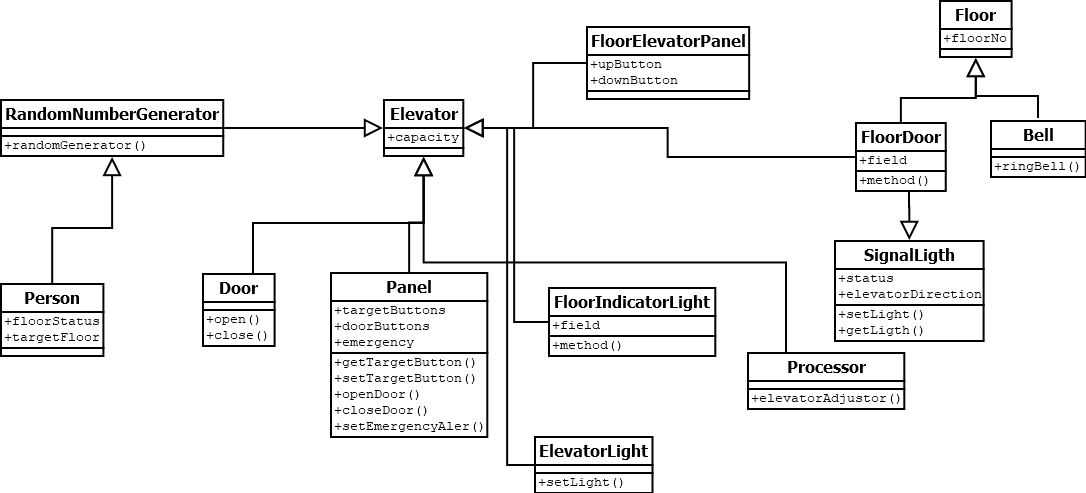 Floor
+floorNo
FloorElevatorPanel
+upButton
+downButton
RandomNumberGenerator
+randomGenerator()
Elevator
+capacity
FloorDoor
+field
+method()
Bell
+ringBell()
SignalLigth
+status
+elevatorDirection
+setLight()
+getLigth()
Person
+floorStatus
+targetFloor
Door
+open()
+close()
Panel
+targetButtons
+doorButtons
+emergency
+getTargetButton()
+setTargetButton()
+openDoor()
+closeDoor()
+setEmergencyAler()
FloorIndicatorLight
+field
+method()
Processor
+elevatorAdjustor()
ElevatorLight
+setLight()